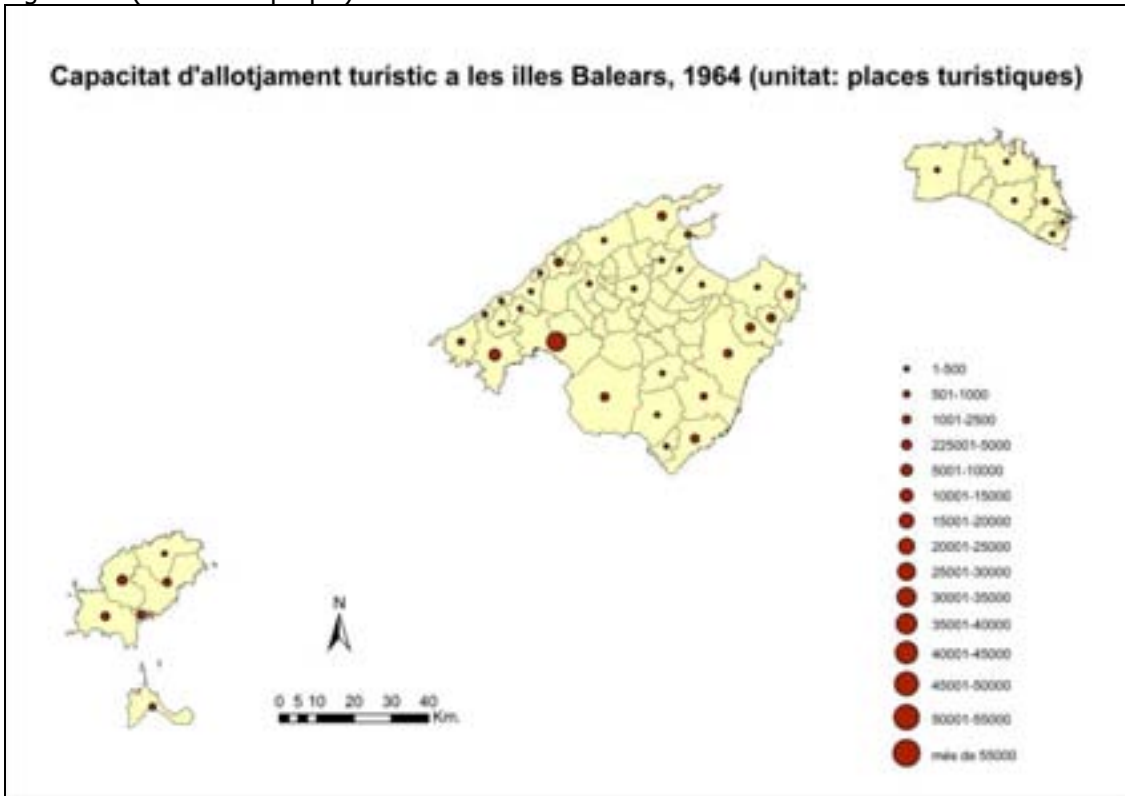 Capacitat d'allotjament turístic a les illes Balears, 1964 (unitat: places turístiques)
1-500
501-1000
1001-2500
225001-5000
5001-10000
10001-15000
15001-20000
20001-25000
25001-30000
30001-35000
35001-40000
40001-45000
45001-50000
50001-55000
més de 55000
N
0 5 10 20 30 40
Km.